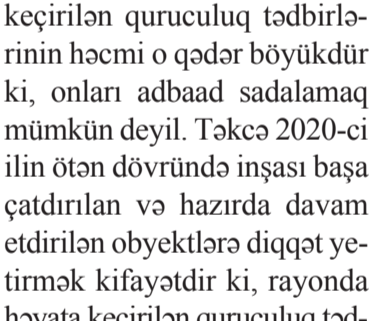 keçirilən quruculuq tədbirlə-
rinin həcmi o qədər böyükdür
ki, onları adbaad sadalamaq
mümkün deyil. Təkcə 2020-ci
ilin ötən dövründə inşası başa
çatdırılan və hazırda davam
etdirilən obyektlərə diqqət ye-
tirmək kifayətdir ki, rayonda
həyata keçirilən quruculuq təd-